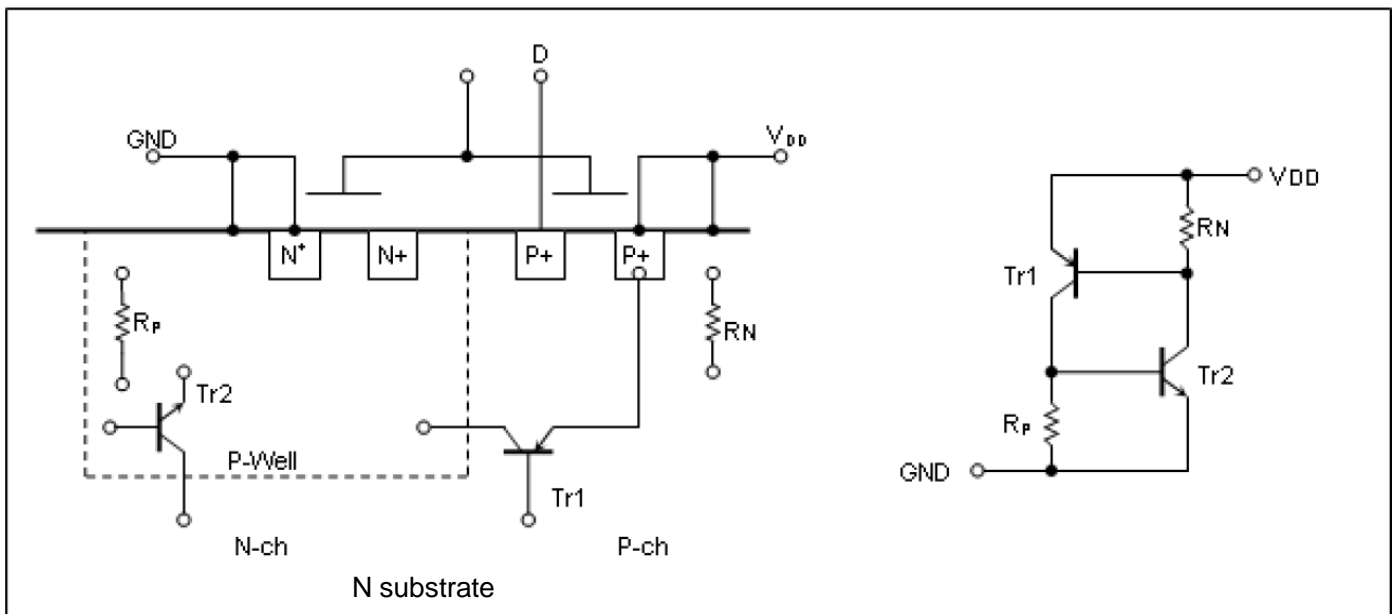 D
GND
VDD
N+
N+
P+
P+
RP
RN
Tr2
P-Well
Tr1
N-ch
P-ch
N substrate
VDD
RN
Tr1
Tr2
RP
GND